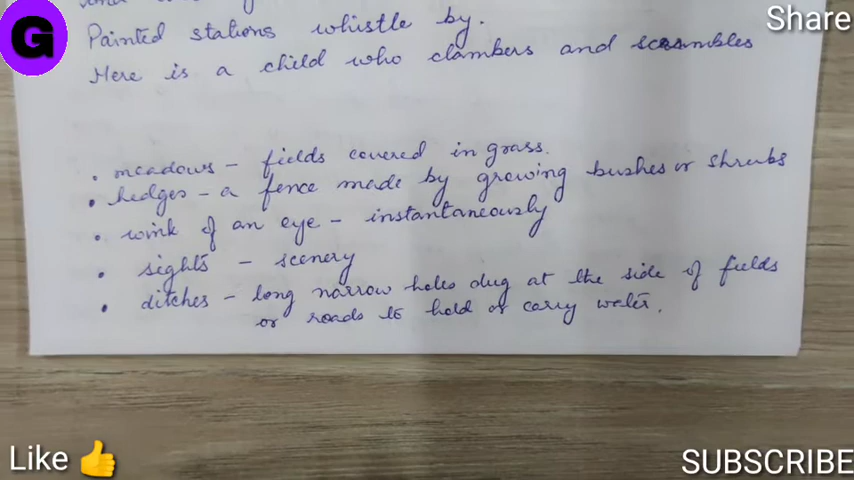 G
Share
Painted stations whistle by.
Here is a child who clambers and scrambles
• meadows - fields covered in grass.
• hedges - a fence made by growing bushes or shrubs
• wink of an eye - instantaneously
• sights - scenery
• ditches - long narrow holes dug at the side of fields
or roads to hold or carry water.
Like
SUBSCRIBE